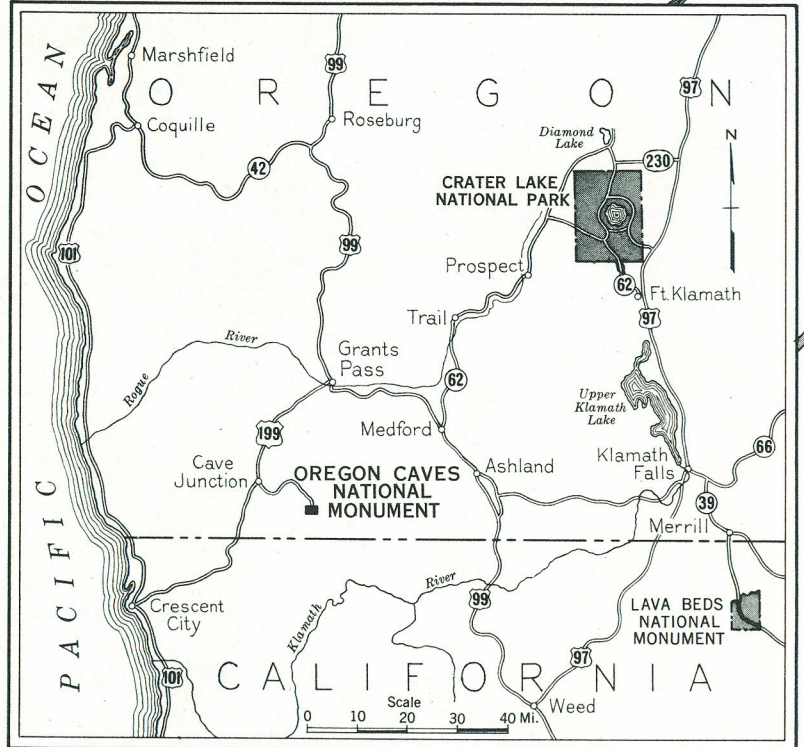 Marshfield
OREGON
99
97
Coquille
Roseburg
Diamond
Lake
N
42
230
CRATER LAKE
NATIONAL PARK
PACIFIC OCEAN
101
99
Prospect
62
Ft. Klamath
Trail
97
River
Rogue
Grants
Pass
62
Upper
Klamath
Lake
199
Medford
66
Cave
Junction
OREGON CAVES
NATIONAL
MONUMENT
Ashland
Klamath
Falls
39
Merrill
Crescent
City
Klamath
River
99
LAVA BEDS
NATIONAL
MONUMENT
97
101
CALIFORNIA
Scale
0 10 20 30 40 Mi.
Weed